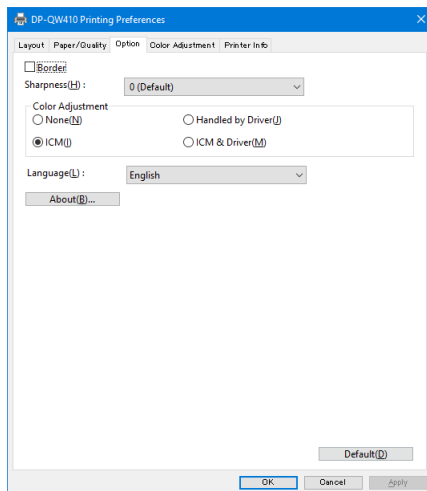 DP-QW410 Printing Preferences
Layout Paper/Quality Option Color Adjustment Printer Info
Border
Sharpness(H) : 0 (Default)
Color Adjustment
None(N) Handled by Driver(J)
ICM(I) ICM & Driver(M)
Language(L) : English
About(B)...
Default(D)
OK Cancel Apply